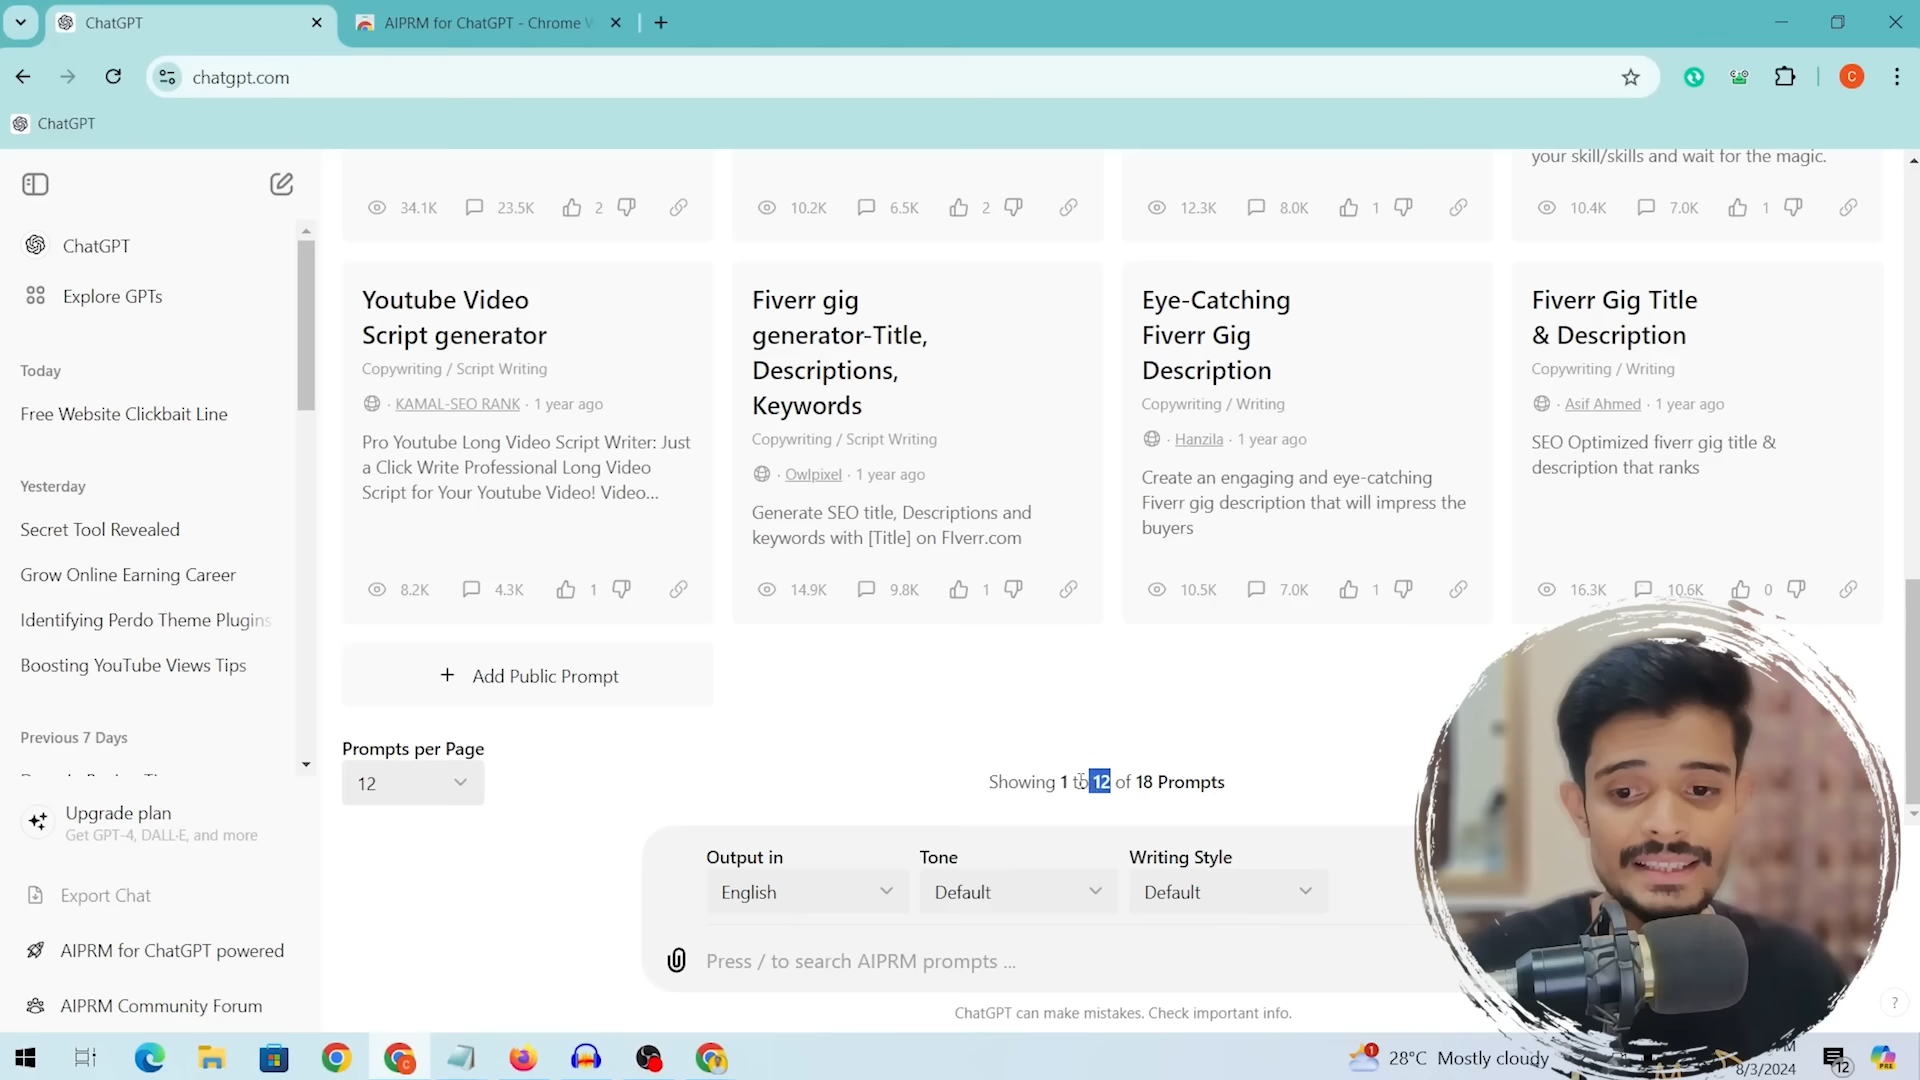 ChatGPT
AIPRM for ChatGPT - Chrome W
chatgpt.com
C
ChatGPT
ChatGPT
Explore GPTs
Today
Free Website Clickbait Line
Yesterday
Secret Tool Revealed
Grow Online Earning Career
Identifying Perdo Theme Plugins
Boosting YouTube Views Tips
Previous 7 Days
Upgrade plan
Get GPT-4, DALL·E, and more
Export Chat
AIPRM for ChatGPT powered
AIPRM Community Forum
your skill/skills and wait for the magic.
34.1K 23.5K 2
10.2K 6.5K 2
12.3K 8.0K 1
10.4K 7.0K 1
Youtube Video
Script generator
Copywriting / Script Writing
· KAMAL-SEO RANK · 1 year ago
Pro Youtube Long Video Script Writer: Just
a Click Write Professional Long Video
Script for Your Youtube Video! Video...
8.2K 4.3K 1
Fiverr gig
generator-Title,
Descriptions,
Keywords
Copywriting / Script Writing
· Owlpixel · 1 year ago
Generate SEO title, Descriptions and
keywords with [Title] on FIverr.com
14.9K 9.8K 1
Eye-Catching
Fiverr Gig
Description
Copywriting / Writing
· Hanzila · 1 year ago
Create an engaging and eye-catching
Fiverr gig description that will impress the
buyers
10.5K 7.0K 1
Fiverr Gig Title
& Description
Copywriting / Writing
· Asif Ahmed · 1 year ago
SEO Optimized fiverr gig title &
description that ranks
16.3K 10.6K 0
+ Add Public Prompt
Prompts per Page
12
Showing 1 to 12 of 18 Prompts
Output in
English
Tone
Default
Writing Style
Default
Press / to search AIPRM prompts ...
ChatGPT can make mistakes. Check important info.
?
1
28°C Mostly cloudy
8/3/2024
12
PRE